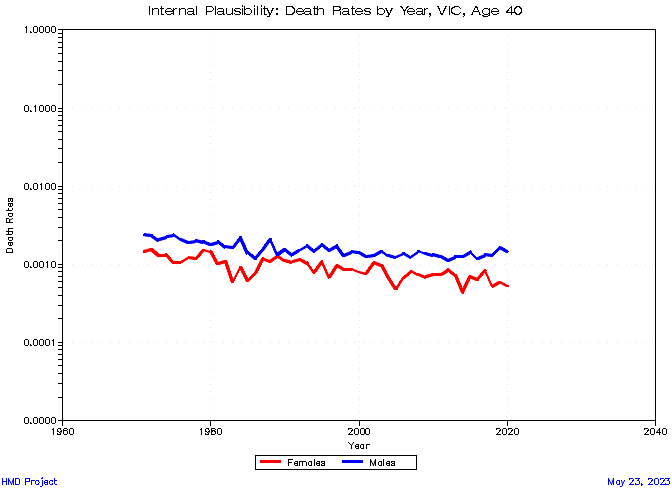 Internal Plausibility: Death Rates by Year, VIC, Age 40
1.0000
0.1000
0.0100
0.0010
0.0001
0.0000
Death Rates
1960
1980
2000
2020
2040
Year
Females
Males
HMD Project
May 23, 2023